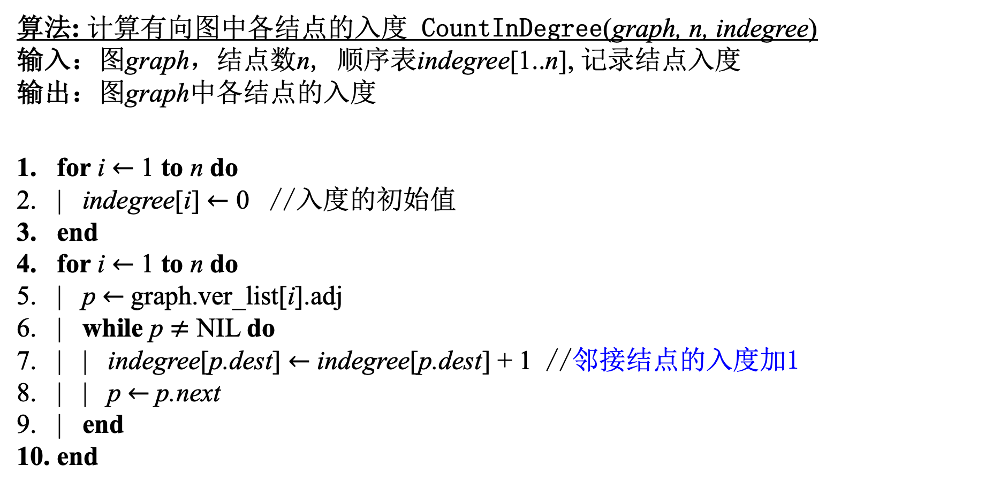 算法: 计算有向图中各结点的入度 CountInDegree(graph, n, indegree)
输入：图graph，结点数n, 顺序表indegree[1..n], 记录结点入度
输出：图graph中各结点的入度
1. for i ← 1 to n do
2. | indegree[i] ← 0 //入度的初始值
3. end
4. for i ← 1 to n do
5. | p ← graph.ver_list[i].adj
6. | while p ≠ NIL do
7. | | indegree[p.dest] ← indegree[p.dest] + 1 //邻接结点的入度加1
8. | | p ← p.next
9. | end
10. end